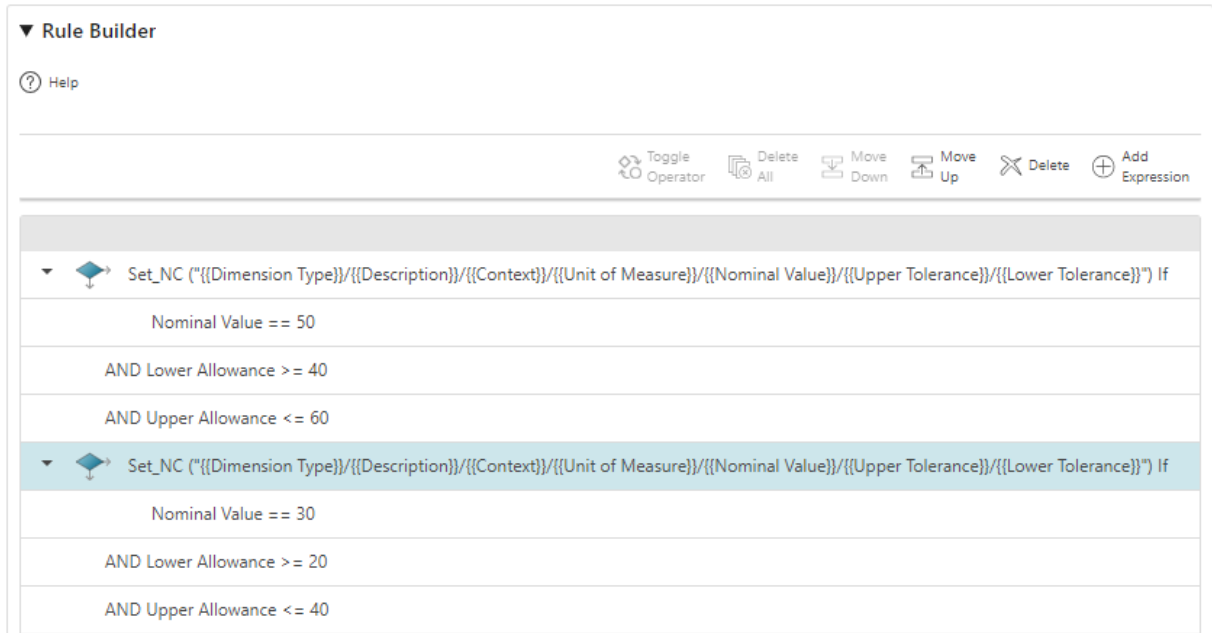 Rule Builder
? Help
Toggle Operator
Delete All
Move Down
Move Up
Delete
Add Expression
Set_NC ("{{Dimension Type}}/{{Description}}/{{Context}}/{{Unit of Measure}}/{{Nominal Value}}/{{Upper Tolerance}}/{{Lower Tolerance}}") If
Nominal Value == 50
AND Lower Allowance >= 40
AND Upper Allowance <= 60
Set_NC ("{{Dimension Type}}/{{Description}}/{{Context}}/{{Unit of Measure}}/{{Nominal Value}}/{{Upper Tolerance}}/{{Lower Tolerance}}") If
Nominal Value == 30
AND Lower Allowance >= 20
AND Upper Allowance <= 40